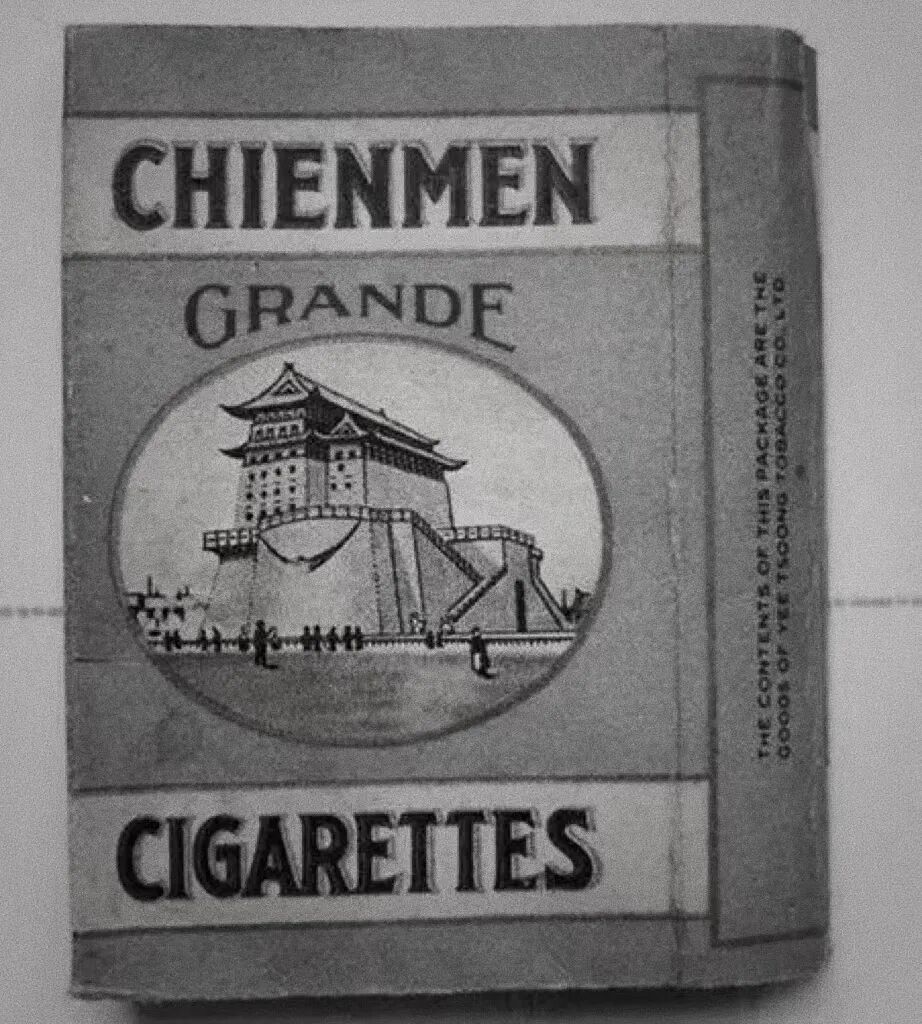 CHIENMEN
GRANDE
CIGARETTES
THE CONTENTS OF THIS PACKAGE ARE THE
GOODS OF YEE TSOONG TOBACCO CO. LTD